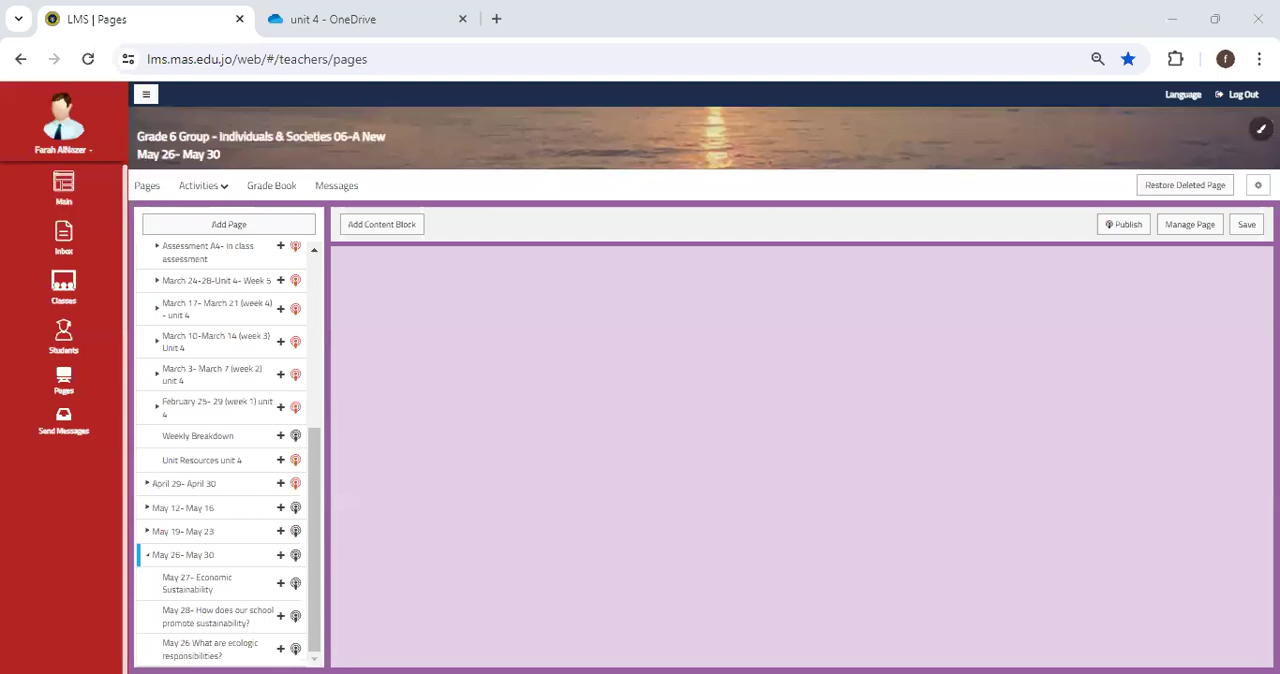 LMS | Pages
unit 4 - OneDrive
lms.mas.edu.jo/web/#/teachers/pages
f
Language
Log Out
Farah AlNazer
Grade 6 Group - Individuals & Societies 06-A New
May 26- May 30
Pages
Activities
Grade Book
Messages
Restore Deleted Page
Main
Inbox
Classes
Students
Pages
Send Messages
Add Page
Add Content Block
Publish
Manage Page
Save
Assessment A4- in class
assessment
March 24-28-Unit 4- Week 5
March 17- March 21 (week 4)
- unit 4
March 10-March 14 (week 3)
Unit 4
March 3- March 7 (week 2)
unit 4
February 25- 29 (week 1) unit
4
Weekly Breakdown
Unit Resources unit 4
April 29- April 30
May 12- May 16
May 19- May 23
May 26- May 30
May 27- Economic
Sustainability
May 28- How does our school
promote sustainability?
May 26 What are ecologic
responsibilities?